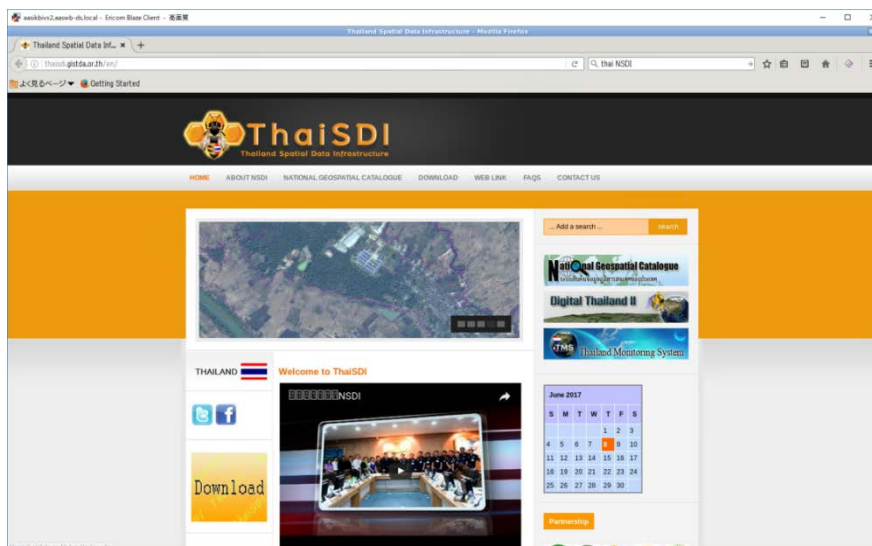 aasikbivs2.aasweb-ds.local - Ericom Blaze Client - 高画質
Thailand Spatial Data Infrastructure - Mozilla Firefox
Thailand Spatial Data Inf...
thaisdi.gistda.or.th/en/
thai NSDI
よく見るページ
Getting Started
ThaiSDI
Thailand Spatial Data Infrastructure
HOME ABOUT NSDI NATIONAL GEOSPATIAL CATALOGUE DOWNLOAD WEB LINK FAQS CONTACT US
... Add a search ... search
National Geospatial Catalogue
Digital Thailand II
TMS Thailand Monitoring System
THAILAND
Welcome to ThaiSDI
NSDI
Download
June 2017
S M T W T F S
1 2 3
4 5 6 7 8 9 10
11 12 13 14 15 16 17
18 19 20 21 22 23 24
25 26 27 28 29 30
Partnership